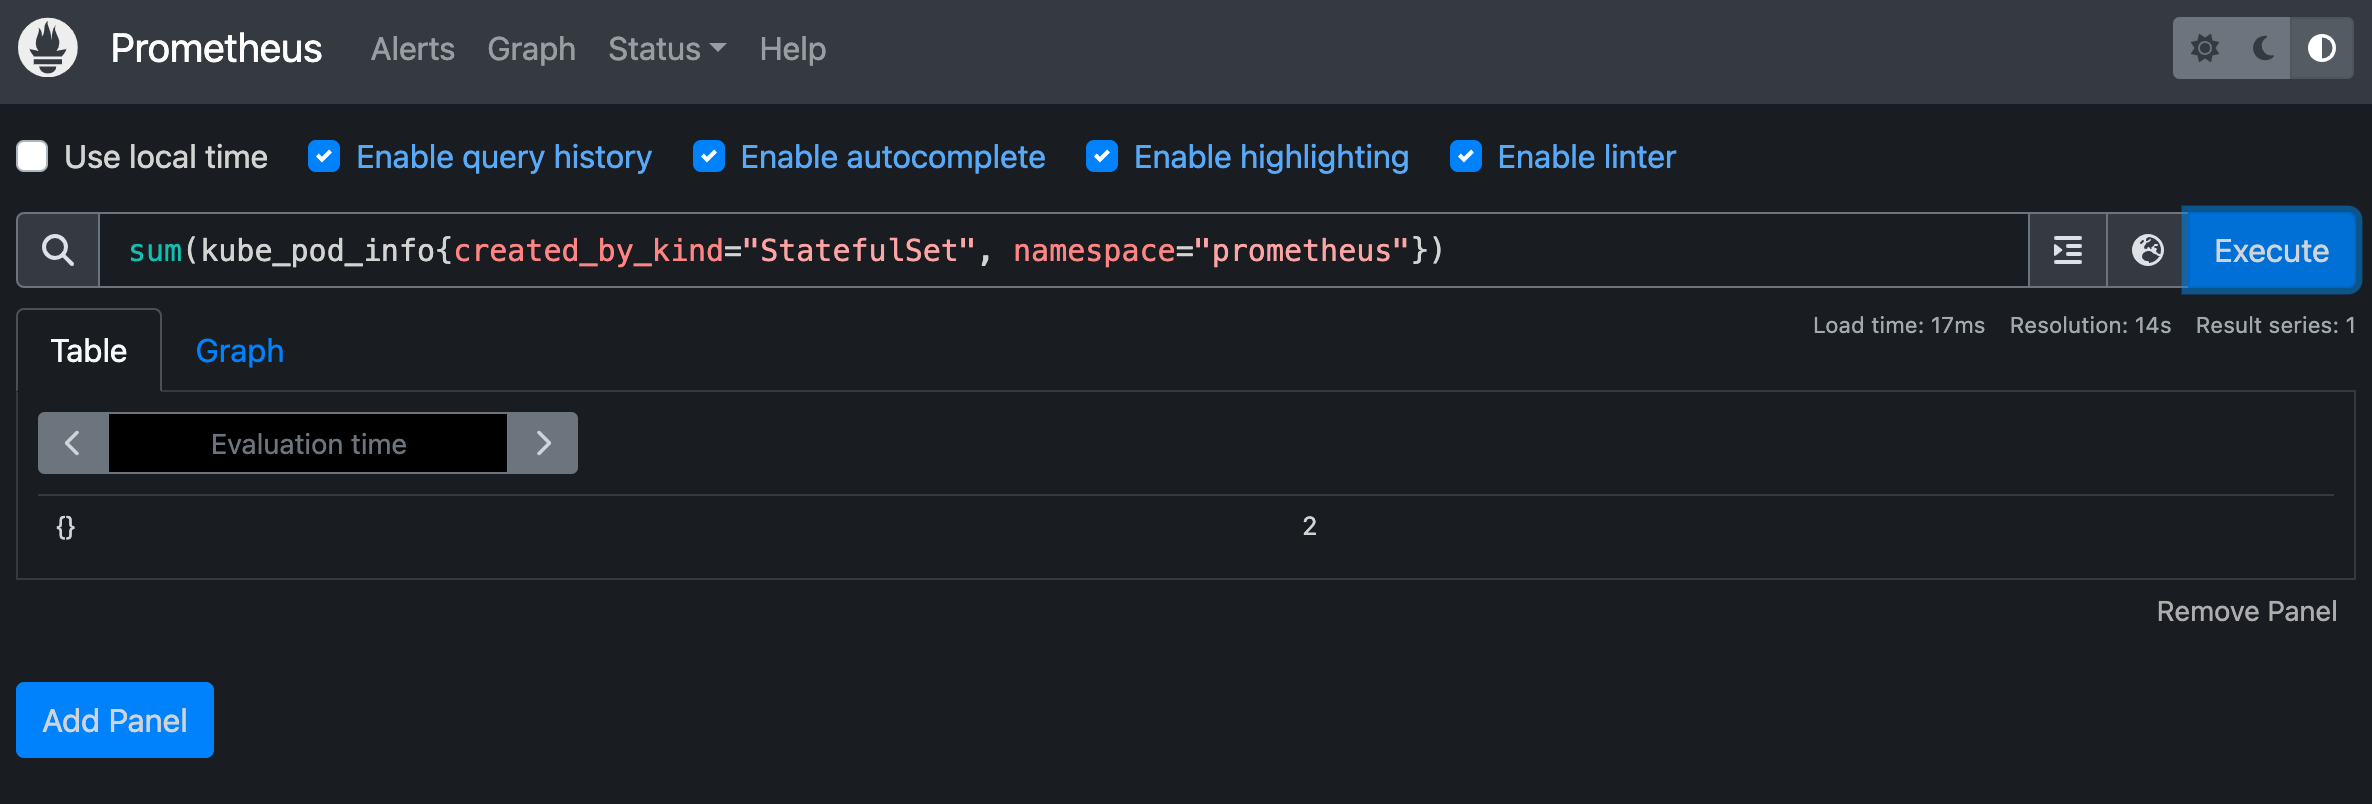 Prometheus Alerts Graph Status Help
Use local time Enable query history Enable autocomplete Enable highlighting Enable linter
sum(kube_pod_info{created_by_kind="StatefulSet", namespace="prometheus"}) Execute
Load time: 17ms Resolution: 14s Result series: 1
Table Graph
Evaluation time
{} 2
Remove Panel
Add Panel